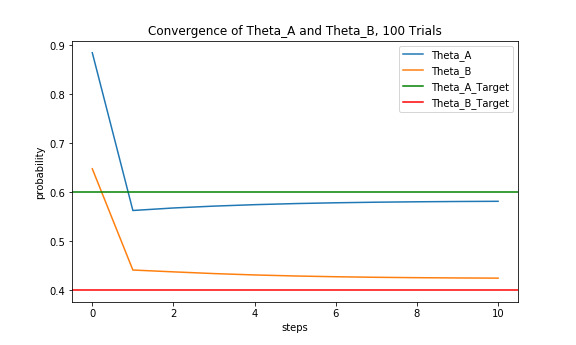 Convergence of Theta_A and Theta_B, 100 Trials
0.9
0.8
0.7
0.6
0.5
0.4
probability
Theta_A
Theta_B
Theta_A_Target
Theta_B_Target
0 2 4 6 8 10
steps